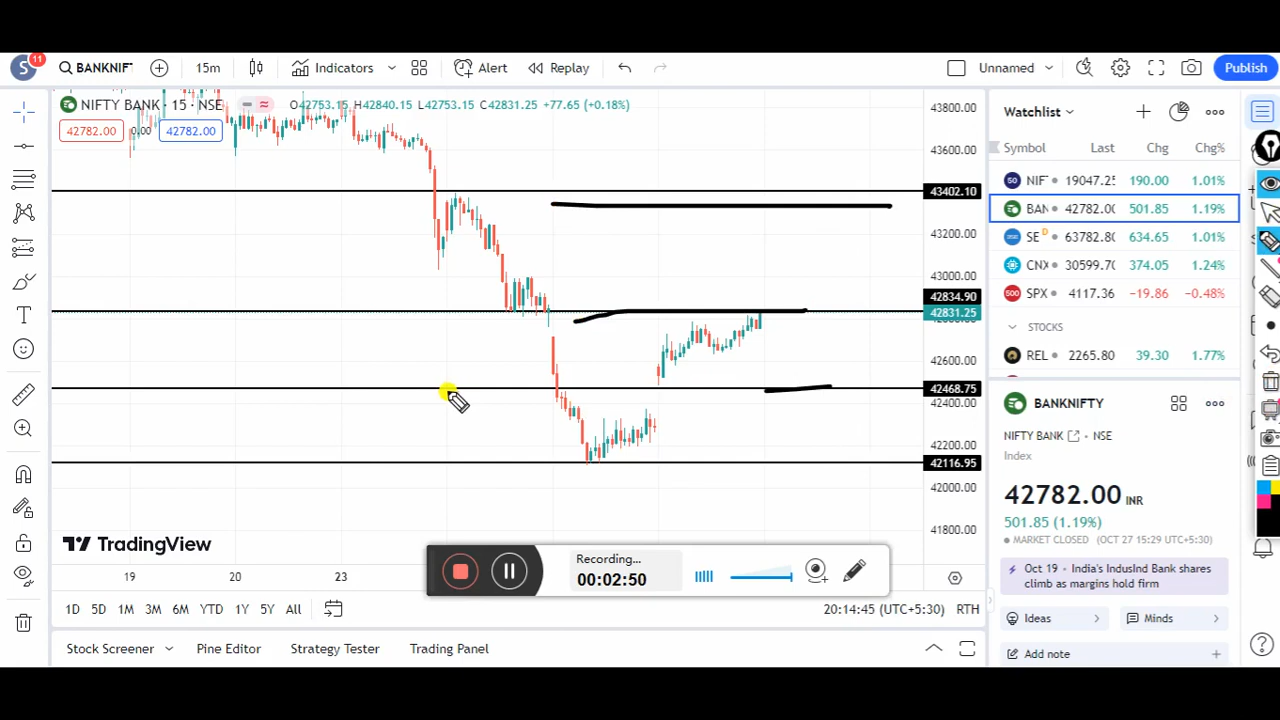 S
11
BANKNIF
15m
Indicators
Alert
Replay
Unnamed
Publish
NIFTY BANK · 15 · NSE
O42753.15 H42840.15 L42753.15 C42831.25 +77.65 (+0.18%)
42782.00
0.00
42782.00
43800.00
43600.00
43402.10
43200.00
43000.00
42834.90
42831.25
42600.00
42468.75
42400.00
42200.00
42116.95
42000.00
41800.00
TradingView
19
20
23
Recording...
00:02:50
1D 5D 1M 3M 6M YTD 1Y 5Y All
20:14:45 (UTC+5:30) RTH
Stock Screener
Pine Editor
Strategy Tester
Trading Panel
Watchlist
Symbol Last Chg Chg%
50 NIF 19047.25 190.00 1.01%
BAN 42782.00 501.85 1.19%
SE D 63782.80 634.65 1.01%
CNX 30599.70 374.05 1.24%
500 SPX 4117.36 −19.86 −0.48%
STOCKS
REL 2265.80 39.30 1.77%
BANKNIFTY
NIFTY BANK · NSE
Index
42782.00 INR
501.85 (1.19%)
MARKET CLOSED (OCT 27 15:29 UTC+5:30)
Oct 19 · India's IndusInd Bank shares
climb as margins hold firm
Ideas
Minds
Add note